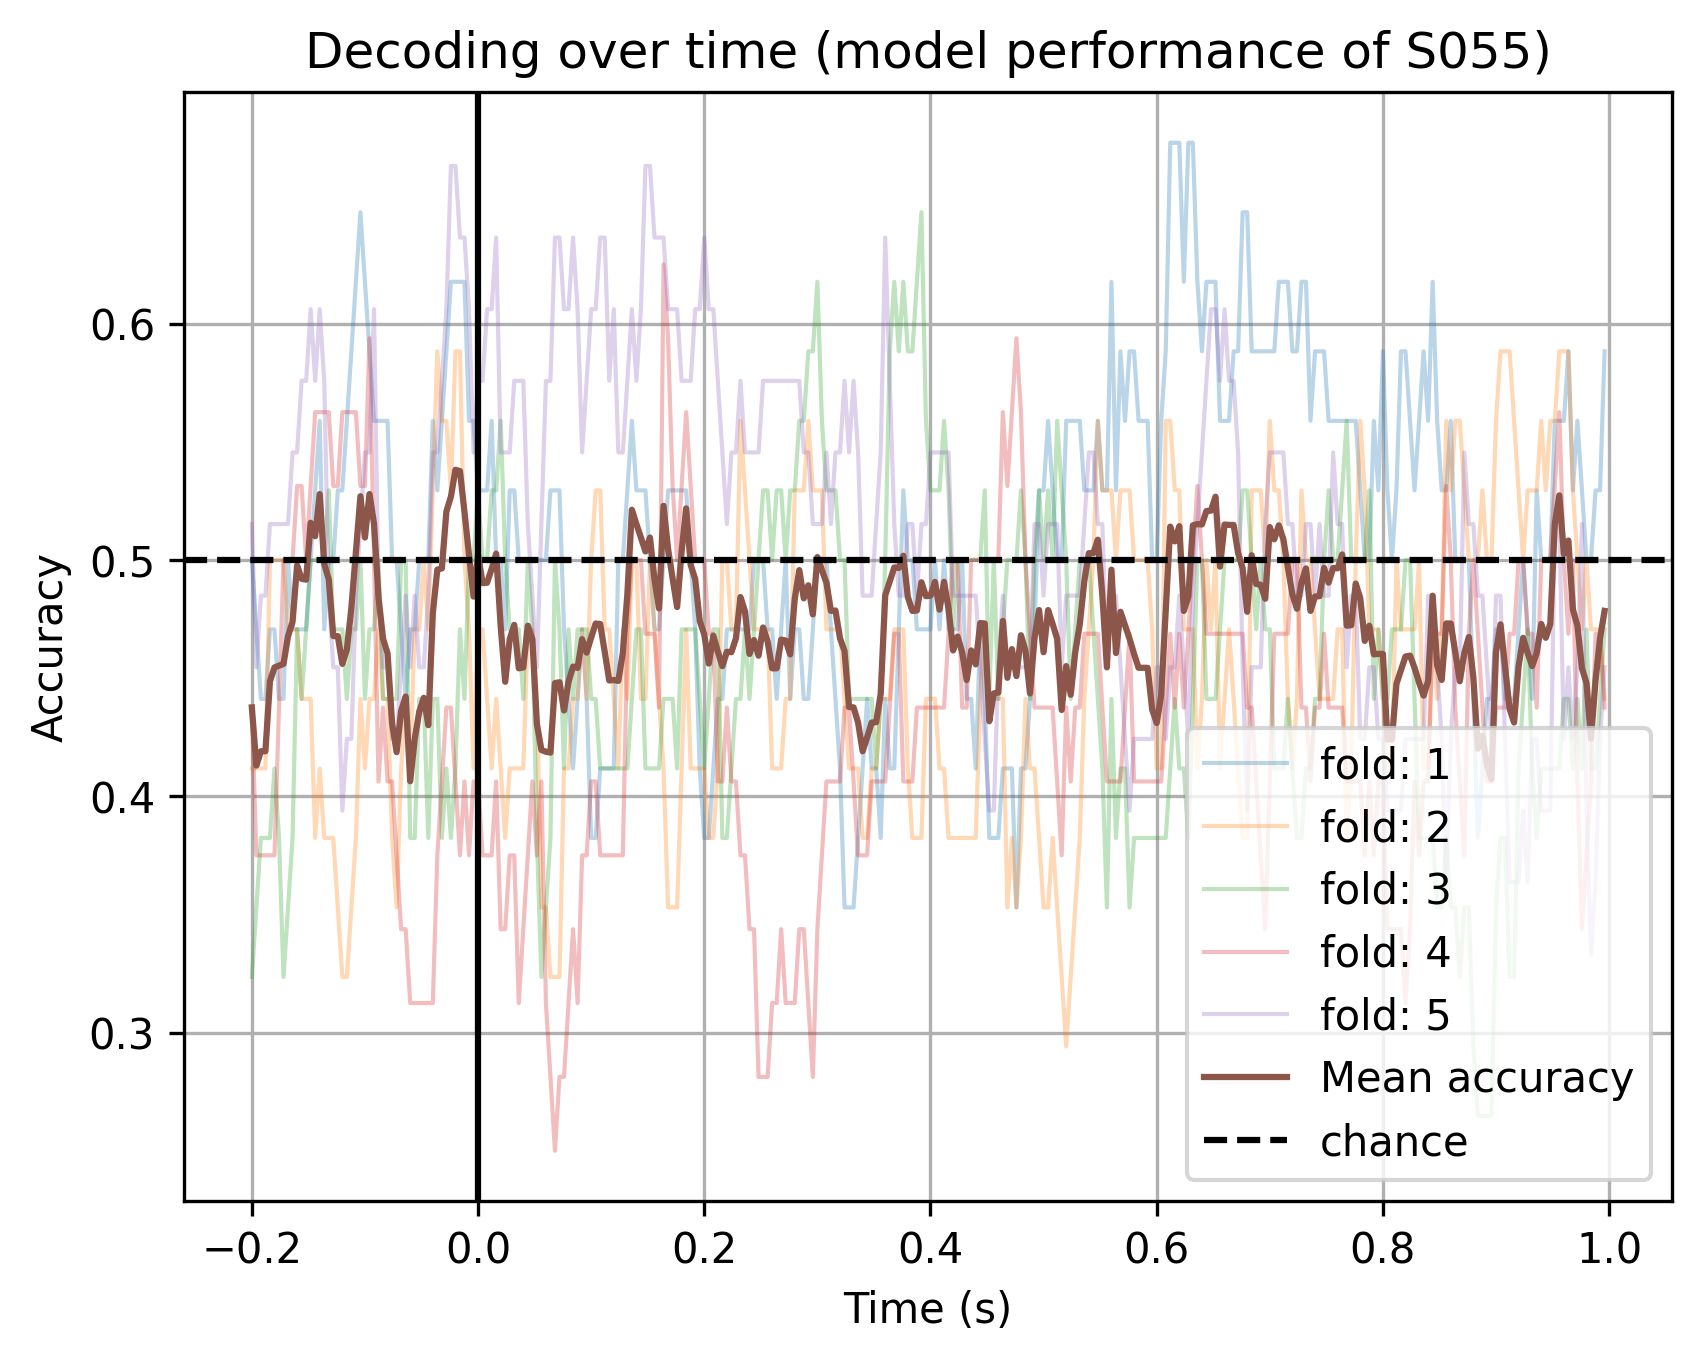 Decoding over time (model performance of S055)
Accuracy
0.6
0.5
0.4
0.3
fold: 1
fold: 2
fold: 3
fold: 4
fold: 5
Mean accuracy
chance
−0.2 0.0 0.2 0.4 0.6 0.8 1.0
Time (s)